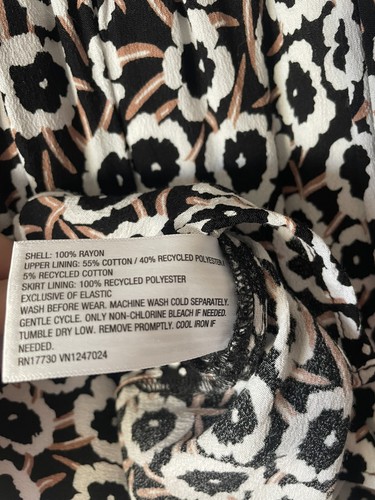 SHELL: 100% RAYON
UPPER LINING: 55% COTTON / 40% RECYCLED POLYESTER /
5% RECYCLED COTTON
SKIRT LINING: 100% RECYCLED POLYESTER
EXCLUSIVE OF ELASTIC
WASH BEFORE WEAR. MACHINE WASH COLD SEPARATELY.
GENTLE CYCLE. ONLY NON-CHLORINE BLEACH IF NEEDED.
TUMBLE DRY LOW. REMOVE PROMPTLY. COOL IRON IF
NEEDED.
RN17730 VN1247024